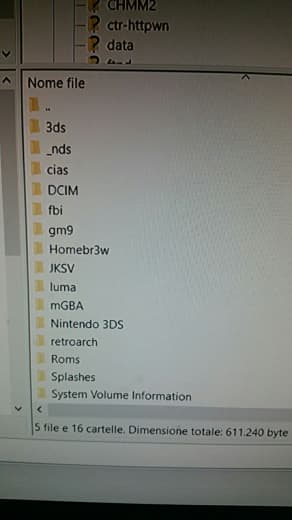 CHMM2
ctr-httpwn
data
Nome file
..
3ds
_nds
cias
DCIM
fbi
gm9
Homebr3w
JKSV
luma
mGBA
Nintendo 3DS
retroarch
Roms
Splashes
System Volume Information
5 file e 16 cartelle. Dimensione totale: 611.240 byte